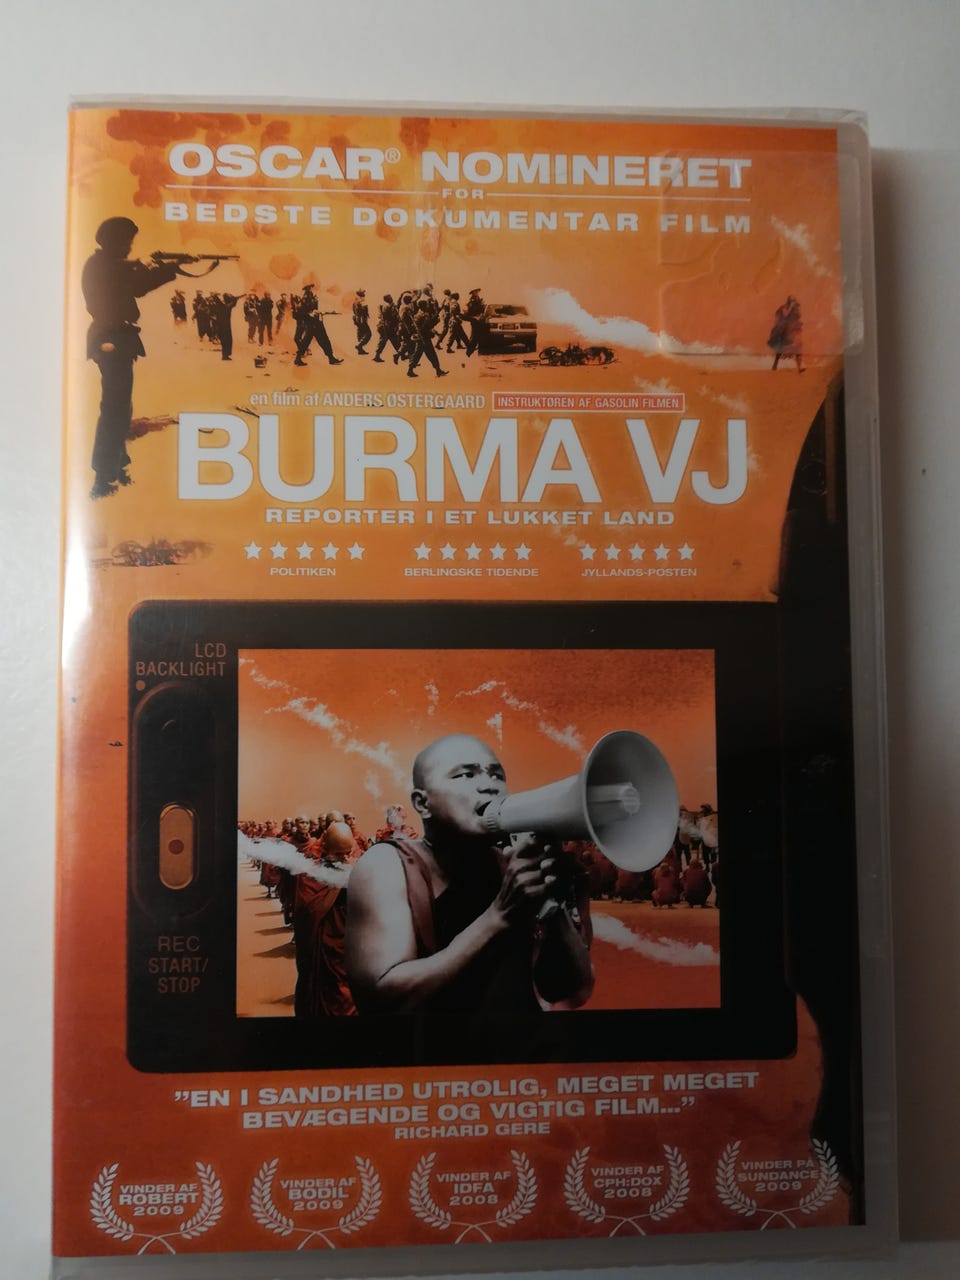 OSCAR® NOMINERET
FOR
BEDSTE DOKUMENTAR FILM
en film af ANDERS ØSTERGAARD INSTRUKTØREN AF GASOLIN FILMEN
BURMA VJ
REPORTER I ET LUKKET LAND
POLITIKEN BERLINGSKE TIDENDE JYLLANDS-POSTEN
LCD
BACKLIGHT
REC
START/
STOP
"EN I SANDHED UTROLIG, MEGET MEGET
BEVÆGENDE OG VIGTIG FILM..."
RICHARD GERE
VINDER AF
ROBERT
2009
VINDER AF
BODIL
2009
VINDER AF
IDFA
2008
VINDER AF
CPH:DOX
2008
VINDER PÅ
SUNDANCE
2009